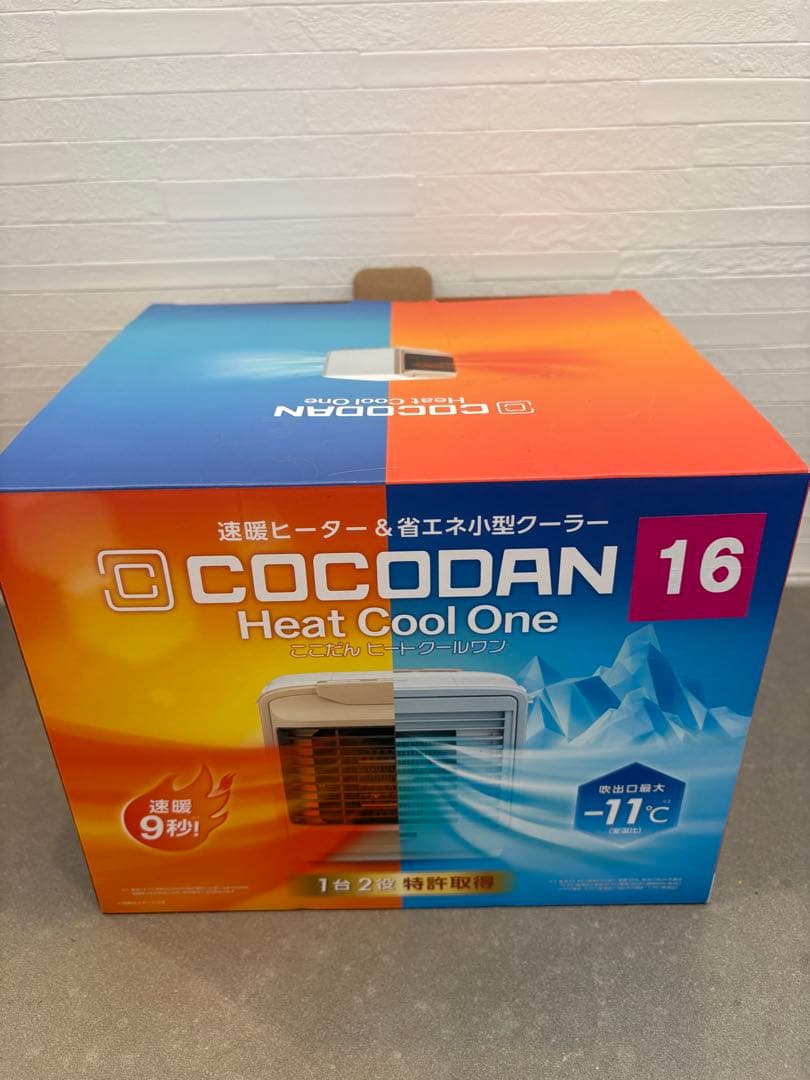 COCODAN
Heat Cool One
速暖ヒーター&省エネ小型クーラー
COCODAN
16
Heat Cool One
ここだん ヒートクールワン
速暖
9秒!
吹出口最大
-11℃
(室温比)
1台2役 特許取得